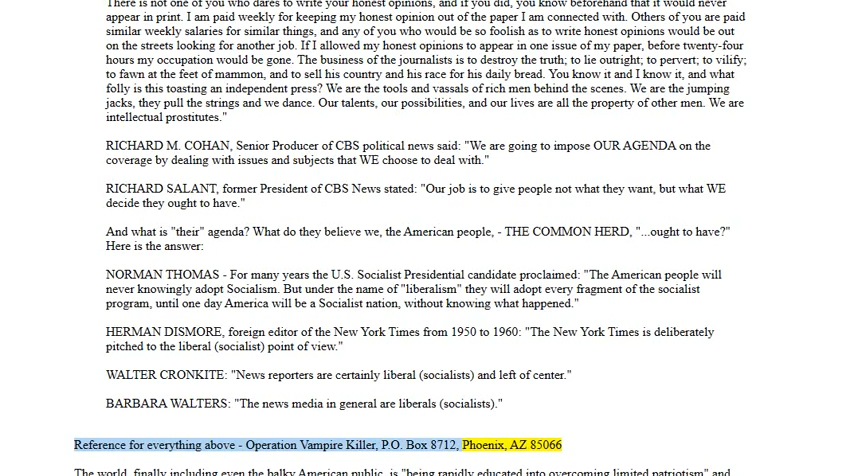 There is not one of you who dares to write your honest opinions, and if you did, you know beforehand that it would never
appear in print. I am paid weekly for keeping my honest opinion out of the paper I am connected with. Others of you are paid
similar weekly salaries for similar things, and any of you who would be so foolish as to write honest opinions would be out
on the streets looking for another job. If I allowed my honest opinions to appear in one issue of my paper, before twenty-four
hours my occupation would be gone. The business of the journalists is to destroy the truth; to lie outright; to pervert; to vilify;
to fawn at the feet of mammon, and to sell his country and his race for his daily bread. You know it and I know it, and what
folly is this toasting an independent press? We are the tools and vassals of rich men behind the scenes. We are the jumping
jacks, they pull the strings and we dance. Our talents, our possibilities, and our lives are all the property of other men. We are
intellectual prostitutes."
RICHARD M. COHAN, Senior Producer of CBS political news said: "We are going to impose OUR AGENDA on the
coverage by dealing with issues and subjects that WE choose to deal with."
RICHARD SALANT, former President of CBS News stated: "Our job is to give people not what they want, but what WE
decide they ought to have."
And what is "their" agenda? What do they believe we, the American people, - THE COMMON HERD, "...ought to have?"
Here is the answer:
NORMAN THOMAS - For many years the U.S. Socialist Presidential candidate proclaimed: "The American people will
never knowingly adopt Socialism. But under the name of "liberalism" they will adopt every fragment of the socialist
program, until one day America will be a Socialist nation, without knowing what happened."
HERMAN DISMORE, foreign editor of the New York Times from 1950 to 1960: "The New York Times is deliberately
pitched to the liberal (socialist) point of view."
WALTER CRONKITE: "News reporters are certainly liberal (socialists) and left of center."
BARBARA WALTERS: "The news media in general are liberals (socialists)."
Reference for everything above - Operation Vampire Killer, P.O. Box 8712, Phoenix, AZ 85066
The world, finally including even the balky American public, is "being rapidly educated into overcoming limited patriotism" and